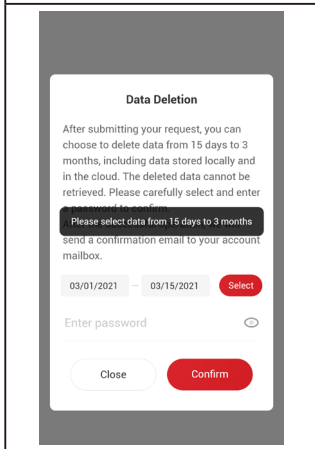 Data Deletion
After submitting your request, you can
choose to delete data from 15 days to 3
months, including data stored locally and
in the cloud. The deleted data cannot be
retrieved. Please carefully select and enter
a password to confirm.
Please select data from 15 days to 3 months
send a confirmation email to your account
mailbox.
03/01/2021 — 03/15/2021 Select
Enter password
Close Confirm